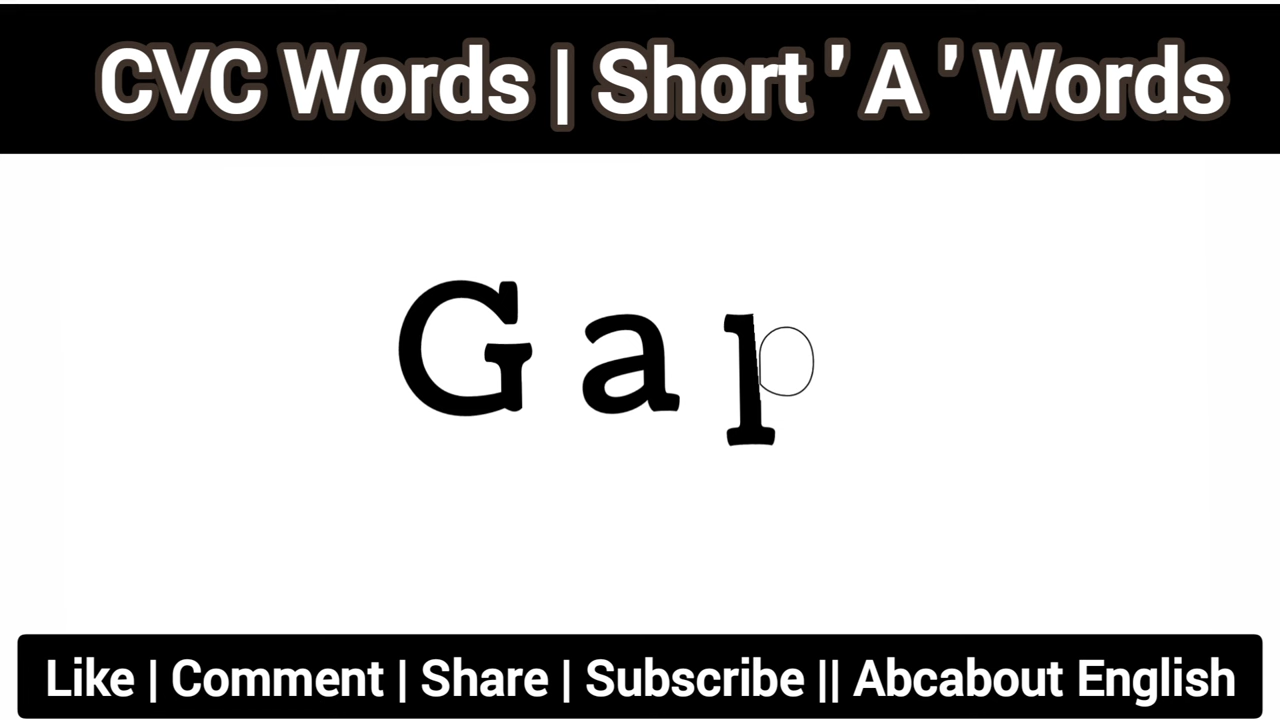 CVC Words | Short ' A ' Words
Gap
Like | Comment | Share | Subscribe || Abcabout English